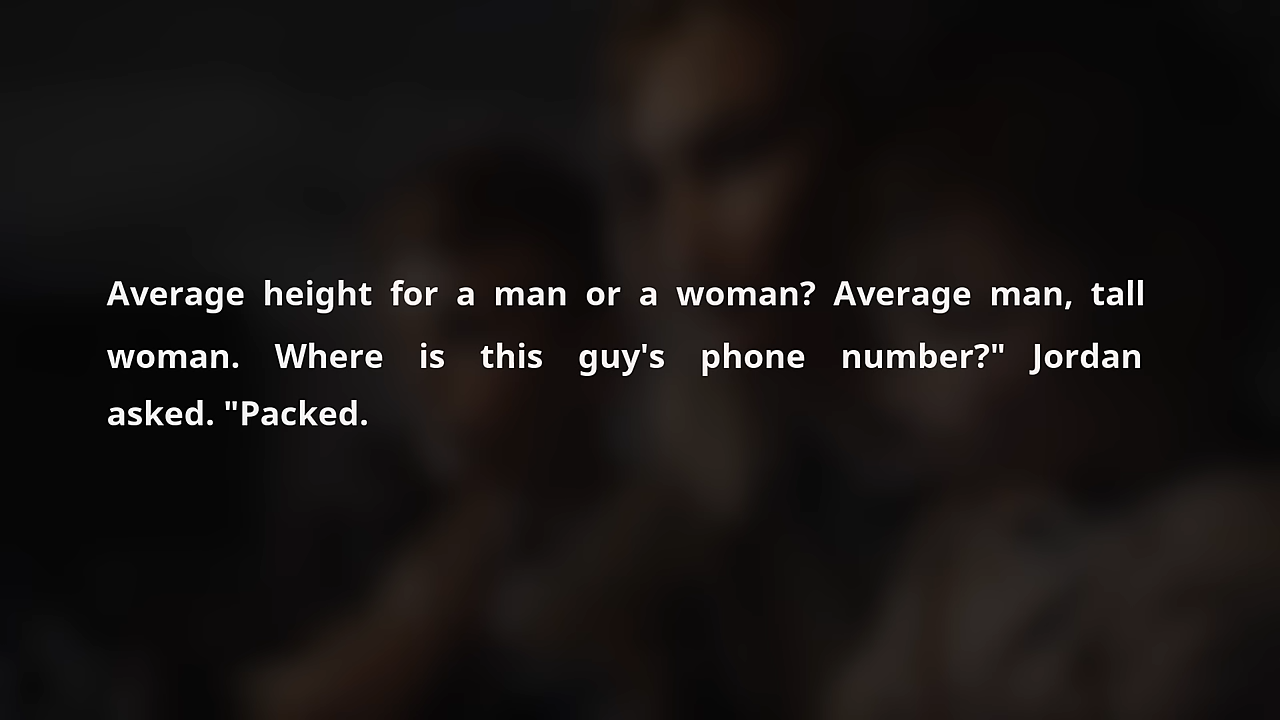 Average height for a man or a woman? Average man, tall
woman. Where is this guy's phone number?" Jordan
asked. "Packed.